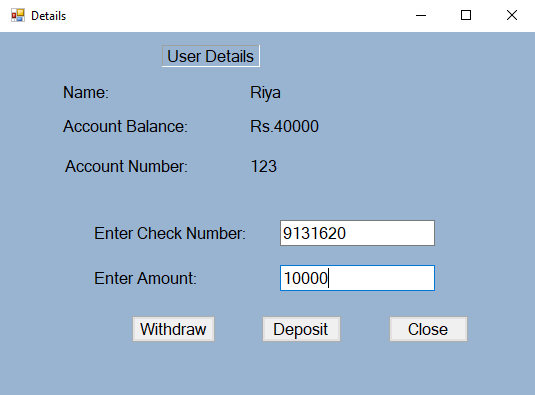 Details
User Details
Name: Riya
Account Balance: Rs.40000
Account Number: 123
Enter Check Number: 9131620
Enter Amount: 10000
Withdraw Deposit Close